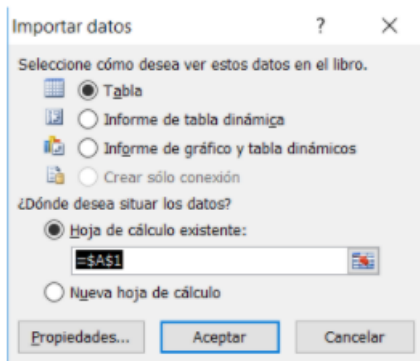 Importar datos ? ×
Seleccione cómo desea ver estos datos en el libro.
Tabla
Informe de tabla dinámica
Informe de gráfico y tabla dinámicos
Crear sólo conexión
¿Dónde desea situar los datos?
Hoja de cálculo existente:
=$A$1
Nueva hoja de cálculo
Propiedades... Aceptar Cancelar